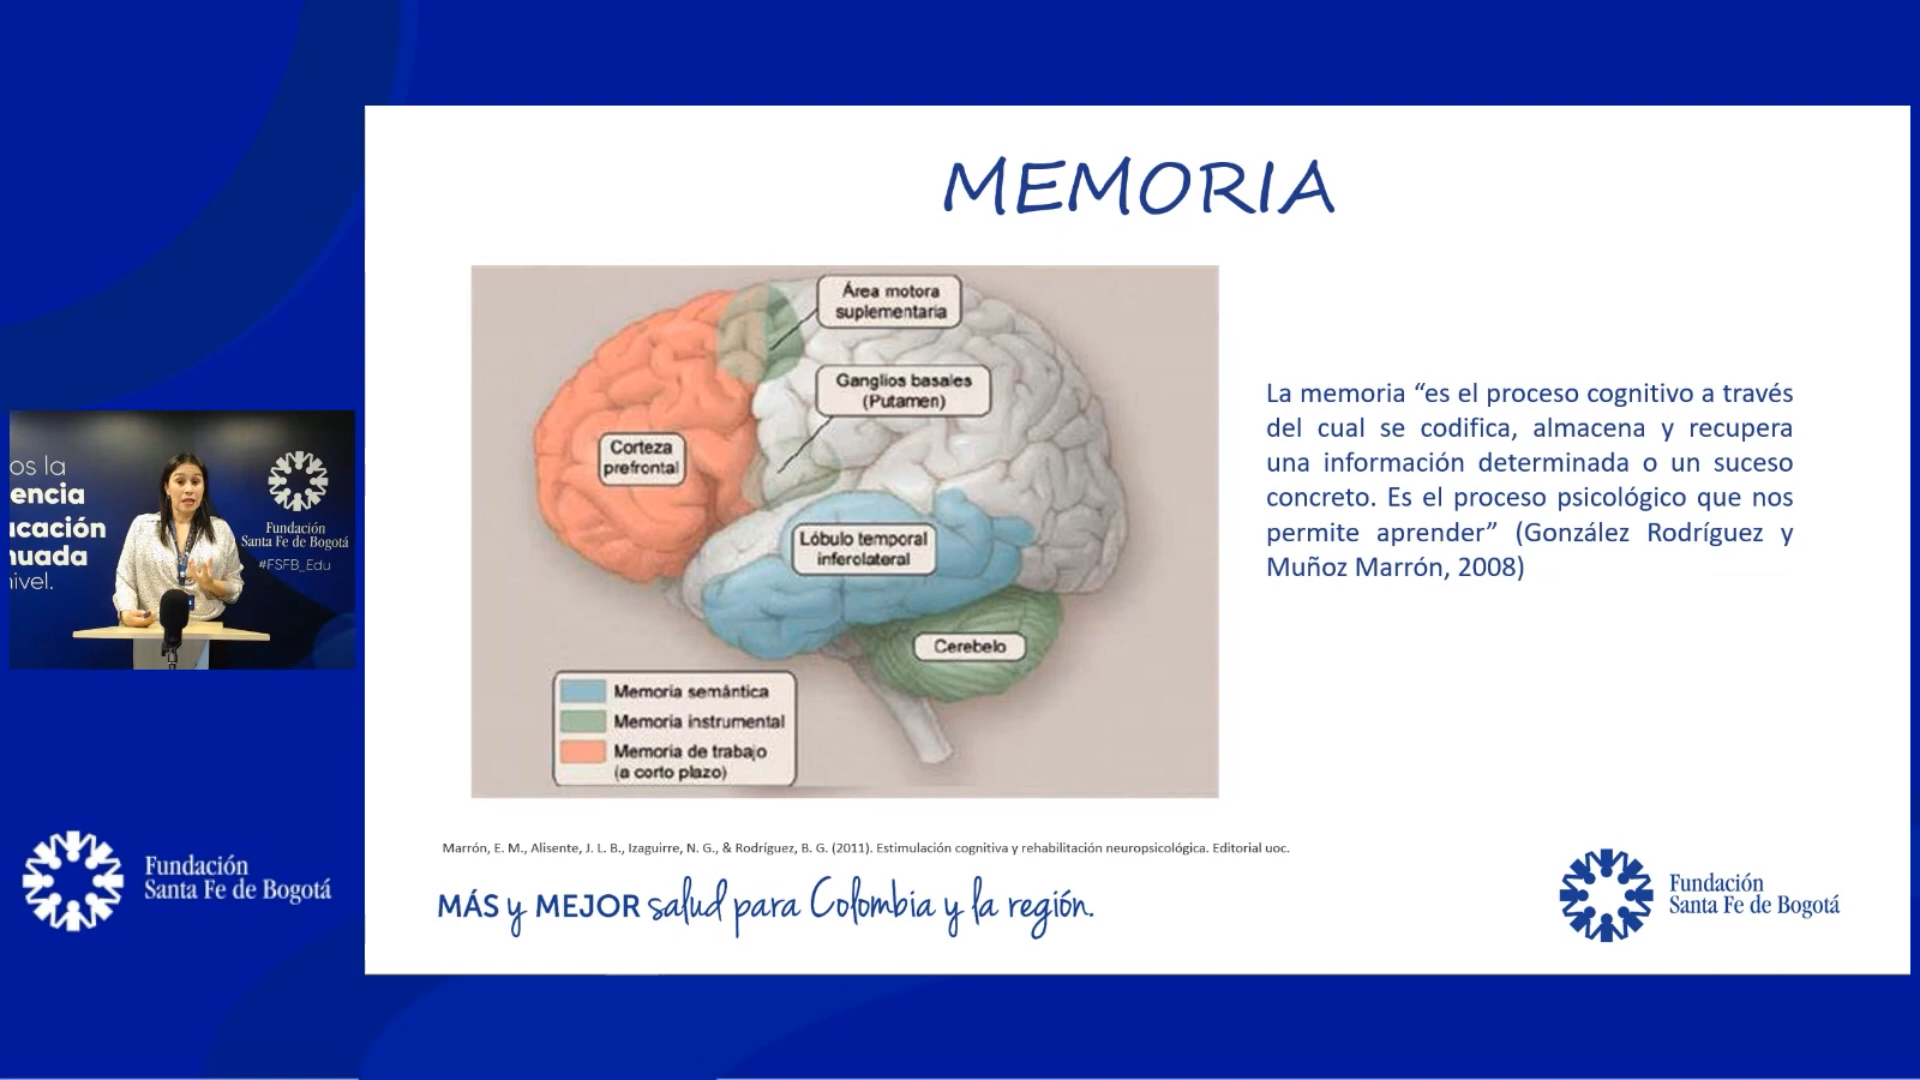 MEMORIA
Área motora
suplementaria
Ganglios basales
(Putamen)
Corteza
prefrontal
Lóbulo temporal
inferolateral
Cerebelo
Memoria semántica
Memoria instrumental
Memoria de trabajo
(a corto plazo)
La memoria “es el proceso cognitivo a través
del cual se codifica, almacena y recupera
una información determinada o un suceso
concreto. Es el proceso psicológico que nos
permite aprender” (González Rodríguez y
Muñoz Marrón, 2008)
os la
encia
ucación
nuada
nivel.
Fundación
Santa Fe de Bogotá
#FSFB_Edu
Marrón, E. M., Alisente, J. L. B., Izaguirre, N. G., & Rodríguez, B. G. (2011). Estimulación cognitiva y rehabilitación neuropsicológica. Editorial uoc.
MÁS y MEJOR salud para Colombia y la región.
Fundación
Santa Fe de Bogotá
Fundación
Santa Fe de Bogotá